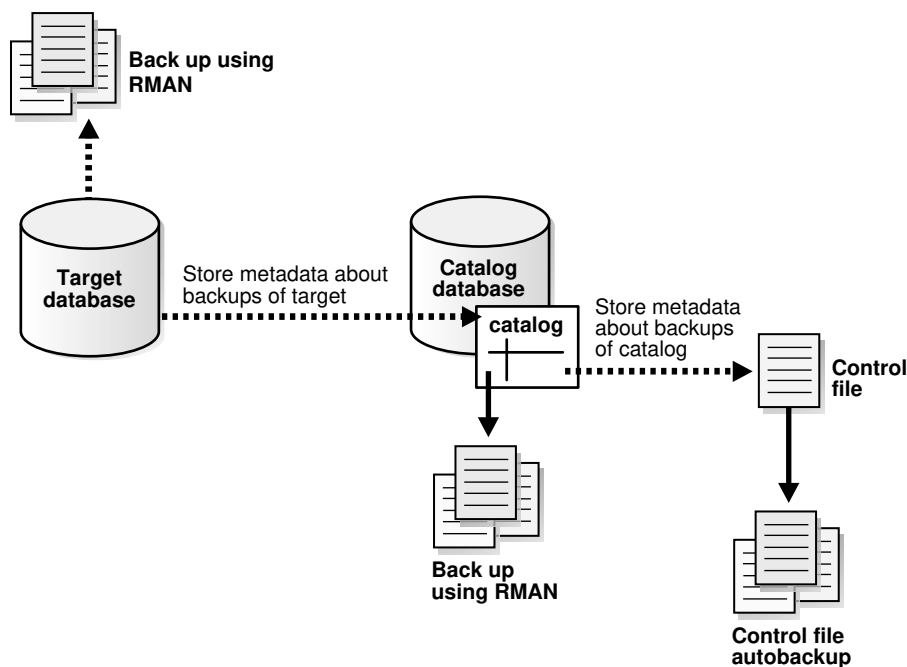 Back up using
RMAN
Target
database
Store metadata about
backups of target
Catalog
database
catalog
Store metadata
about backups
of catalog
Control
file
Back up
using RMAN
Control file
autobackup